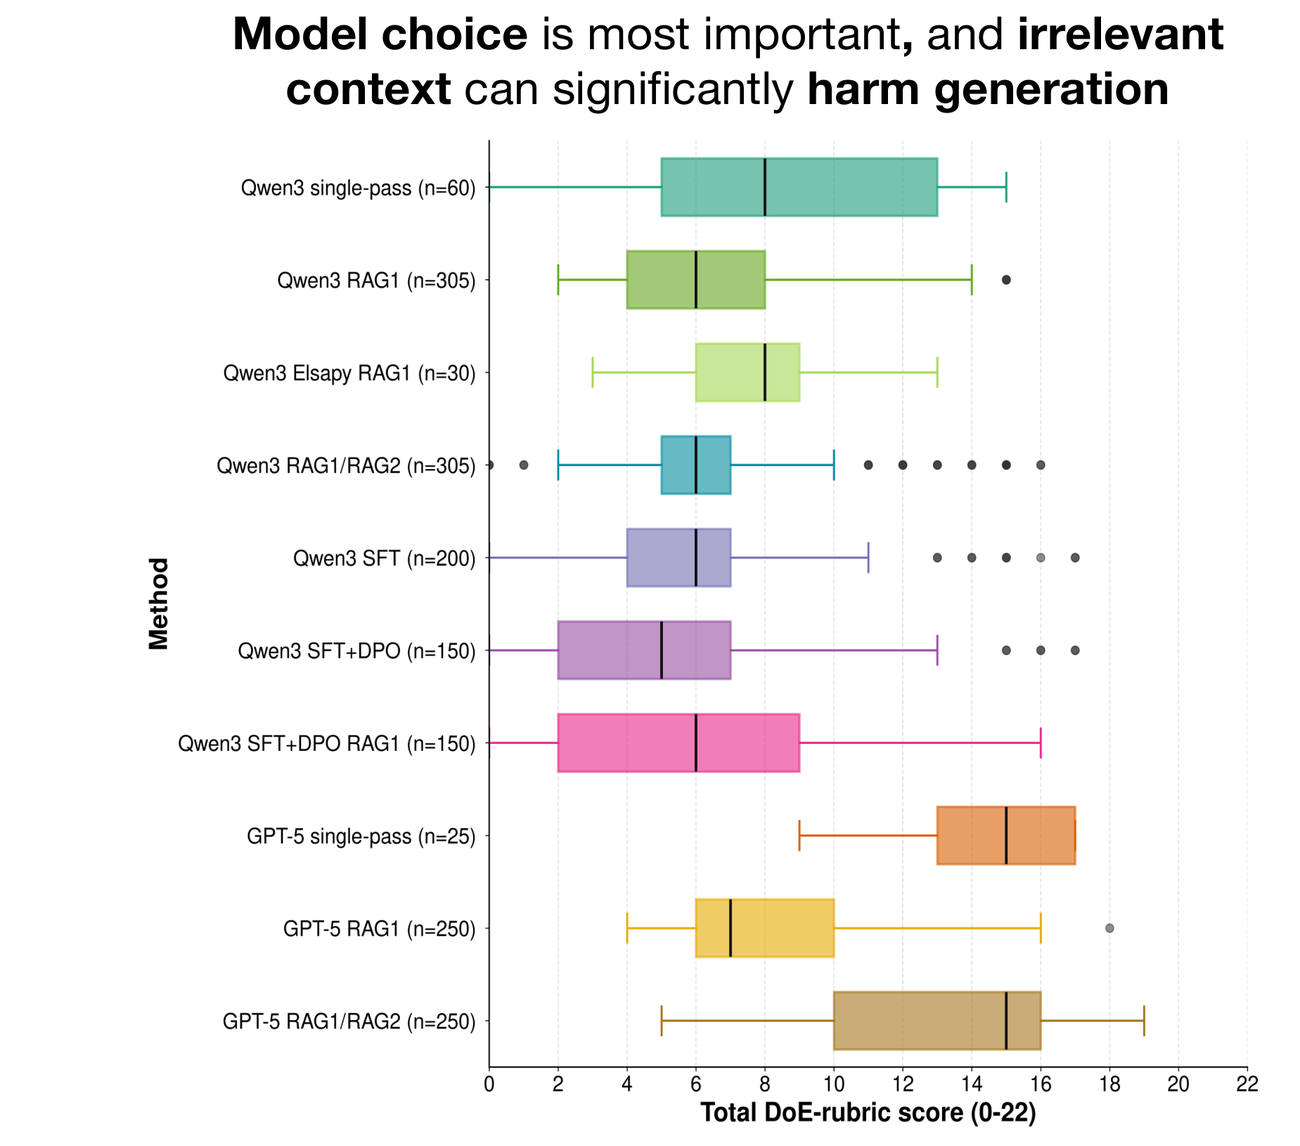 Model choice is most important, and irrelevant
context can significantly harm generation
Qwen3 single-pass (n=60)
Qwen3 RAG1 (n=305)
Qwen3 Elsapy RAG1 (n=30)
Qwen3 RAG1/RAG2 (n=305)
Qwen3 SFT (n=200)
Qwen3 SFT+DPO (n=150)
Qwen3 SFT+DPO RAG1 (n=150)
GPT-5 single-pass (n=25)
GPT-5 RAG1 (n=250)
GPT-5 RAG1/RAG2 (n=250)
Method
0 2 4 6 8 10 12 14 16 18 20 22
Total DoE-rubric score (0-22)